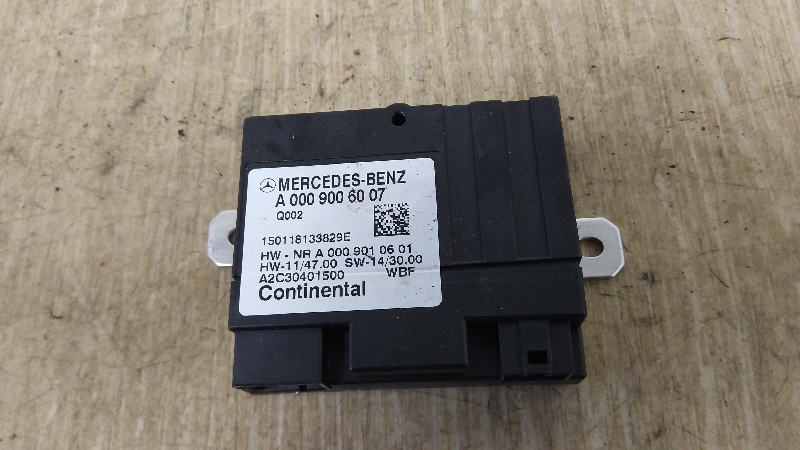 MERCEDES-BENZ
A 000 900 60 07
Q002
150118133829E
HW - NR A 000 901 06 01
HW-11/47.00 SW-14/30.00
A2C30401500 WBF
Continental